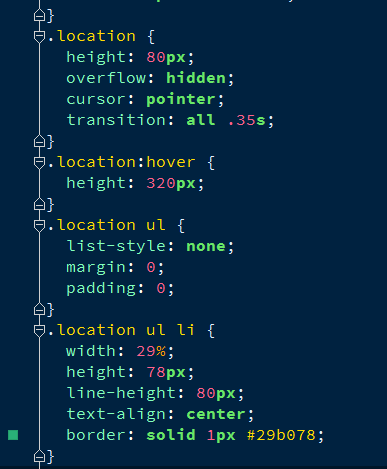 }
.location {
height: 80px;
overflow: hidden;
cursor: pointer;
transition: all .35s;
}
.location:hover {
height: 320px;
}
.location ul {
list-style: none;
margin: 0;
padding: 0;
}
.location ul li {
width: 29%;
height: 78px;
line-height: 80px;
text-align: center;
border: solid 1px #29b078;
}